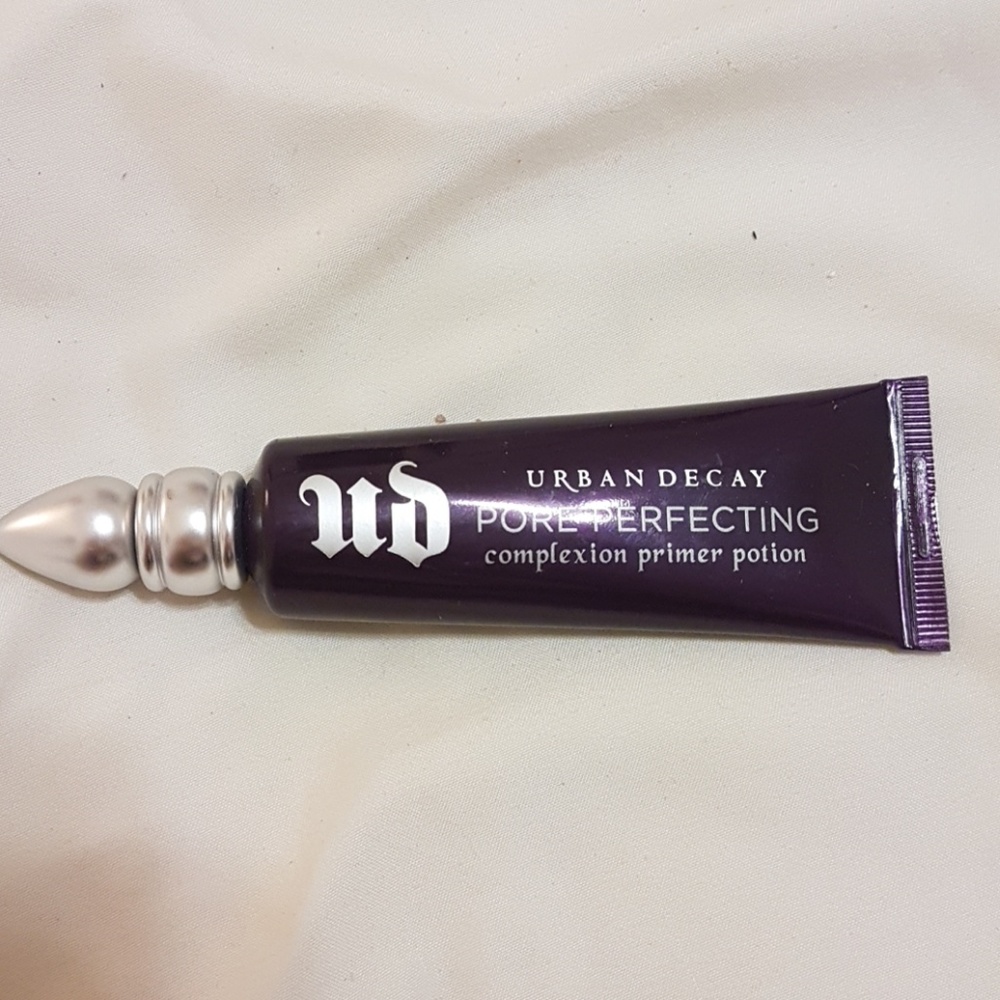 ud
URBAN DECAY
PORE PERFECTING
complexion primer potion